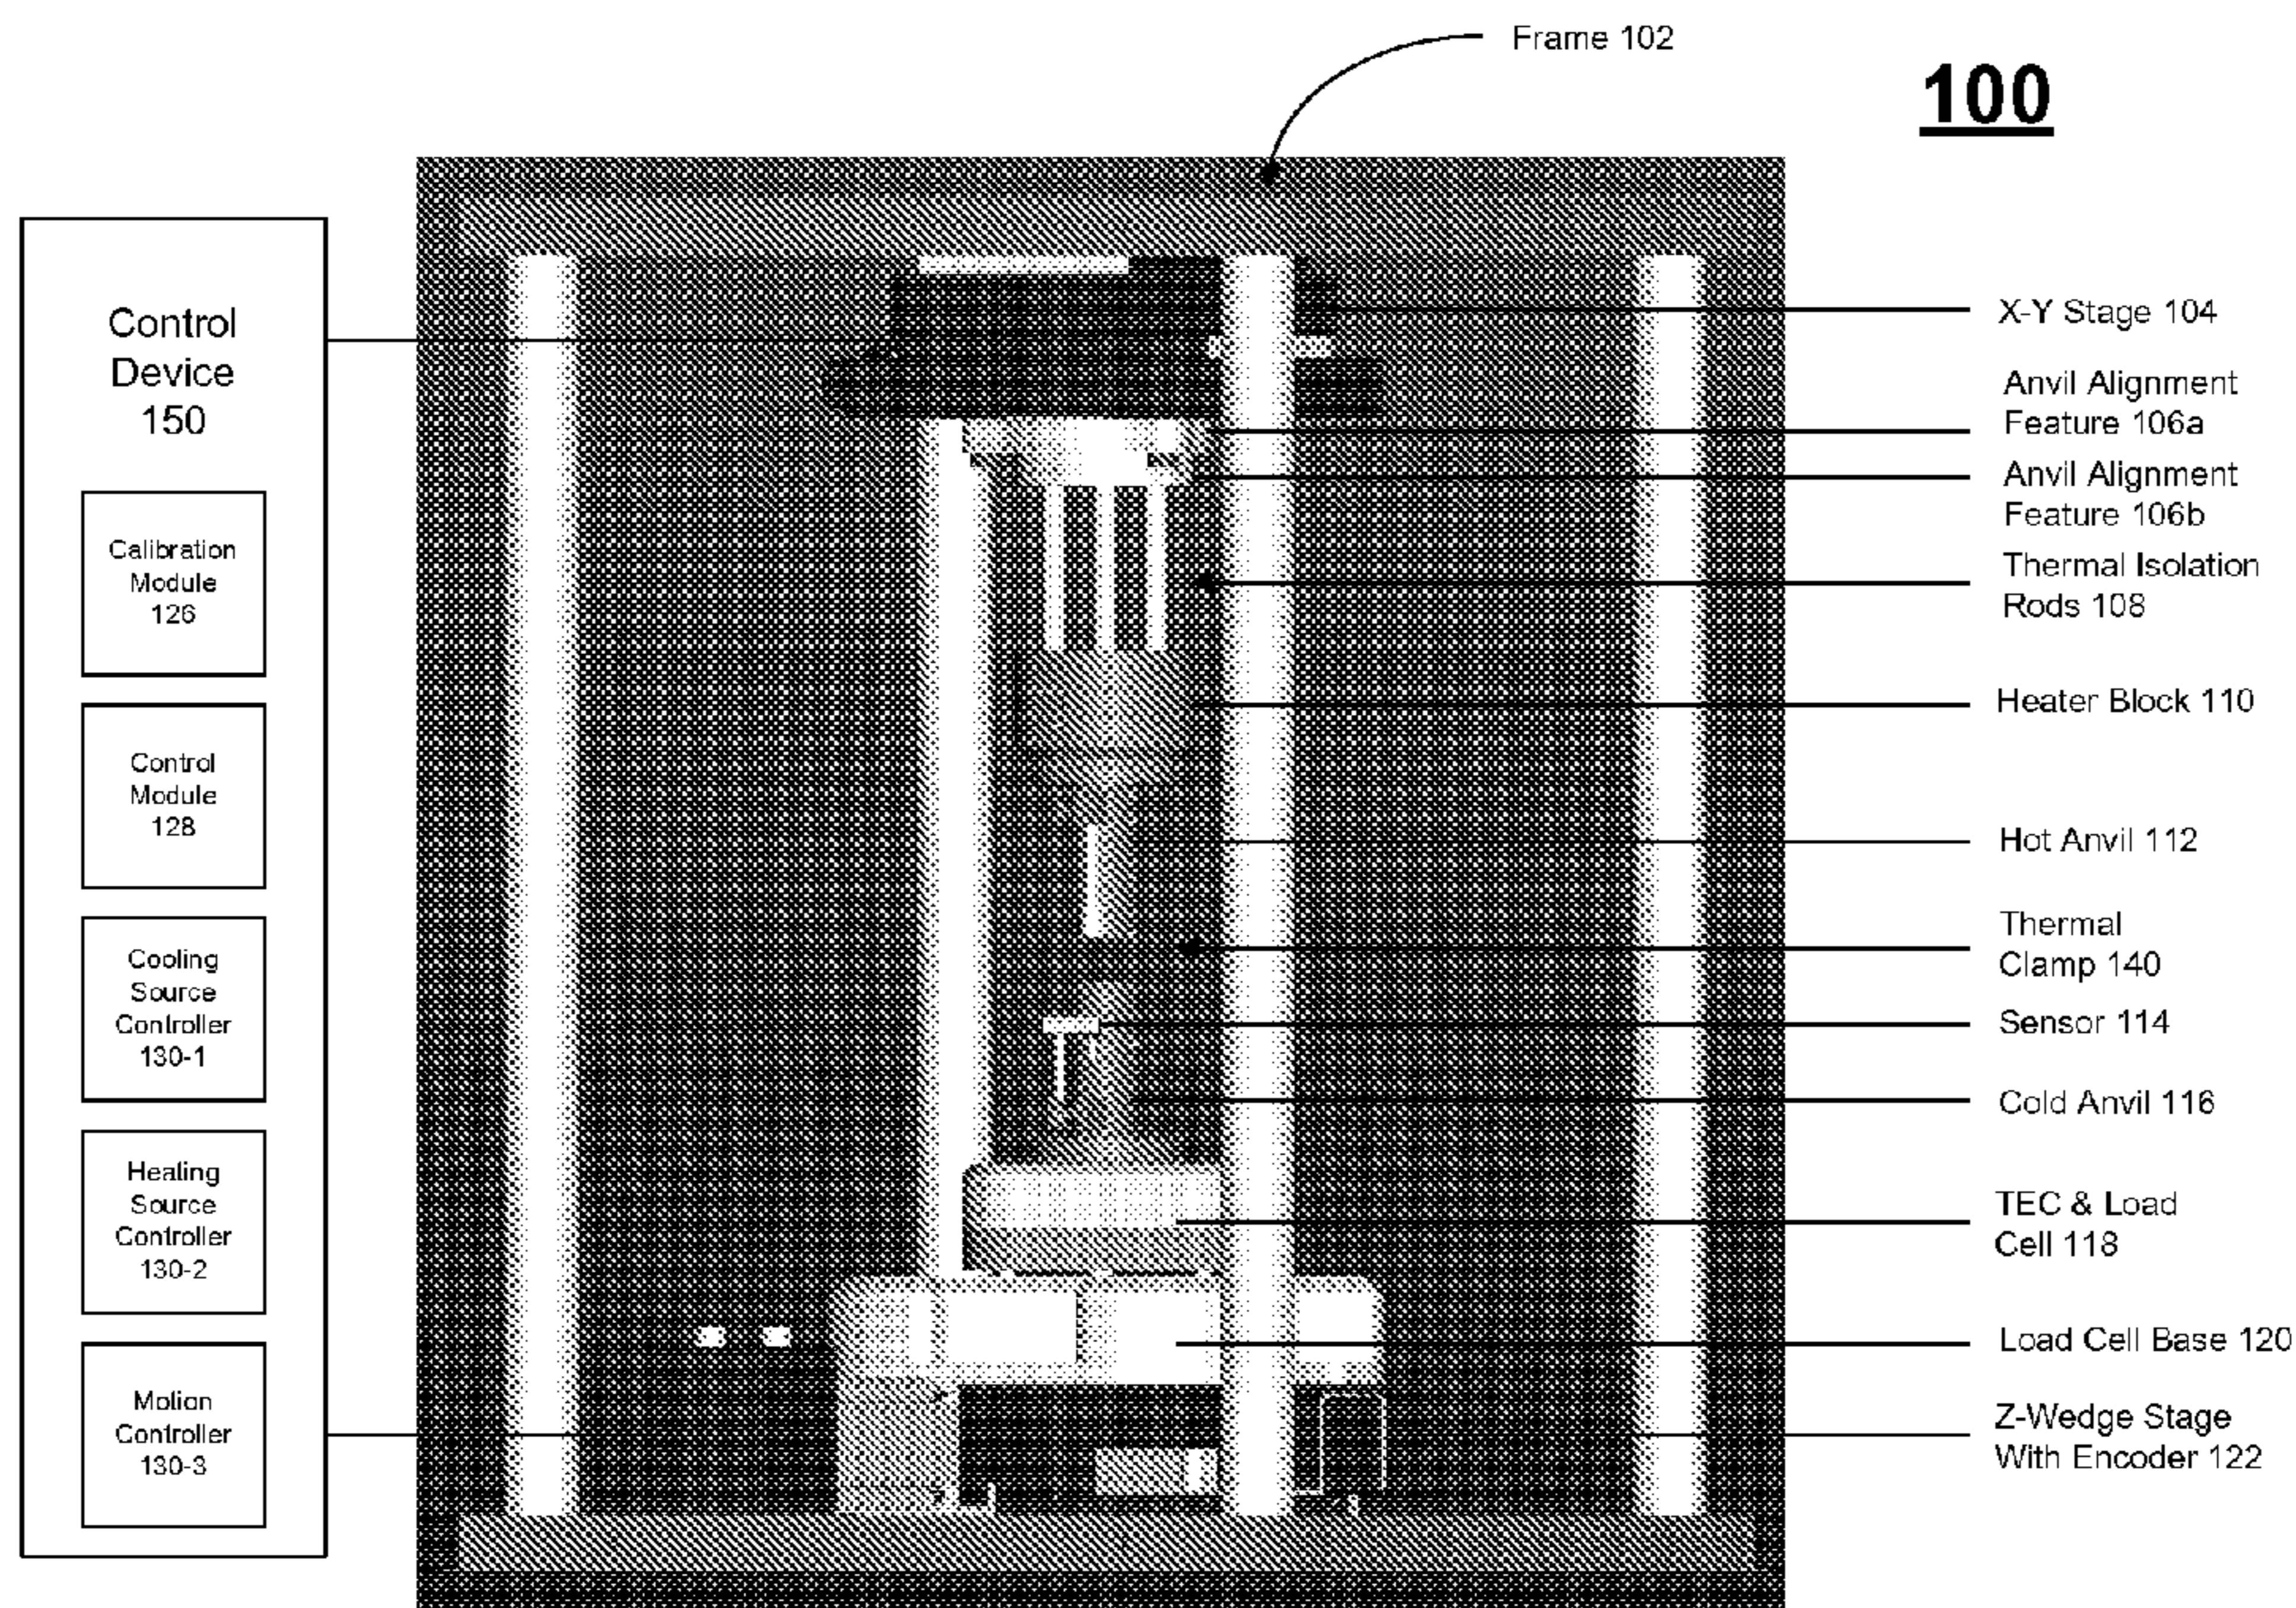 Frame 102
100
Control
Device
150
Calibration
Module
126
Control
Module
128
Cooling
Source
Controller
130-1
Heating
Source
Controller
130-2
Motion
Controller
130-3
X-Y Stage 104
Anvil Alignment
Feature 106a
Anvil Alignment
Feature 106b
Thermal Isolation
Rods 108
Heater Block 110
Hot Anvil 112
Thermal
Clamp 140
Sensor 114
Cold Anvil 116
TEC & Load
Cell 118
Load Cell Base 120
Z-Wedge Stage
With Encoder 122